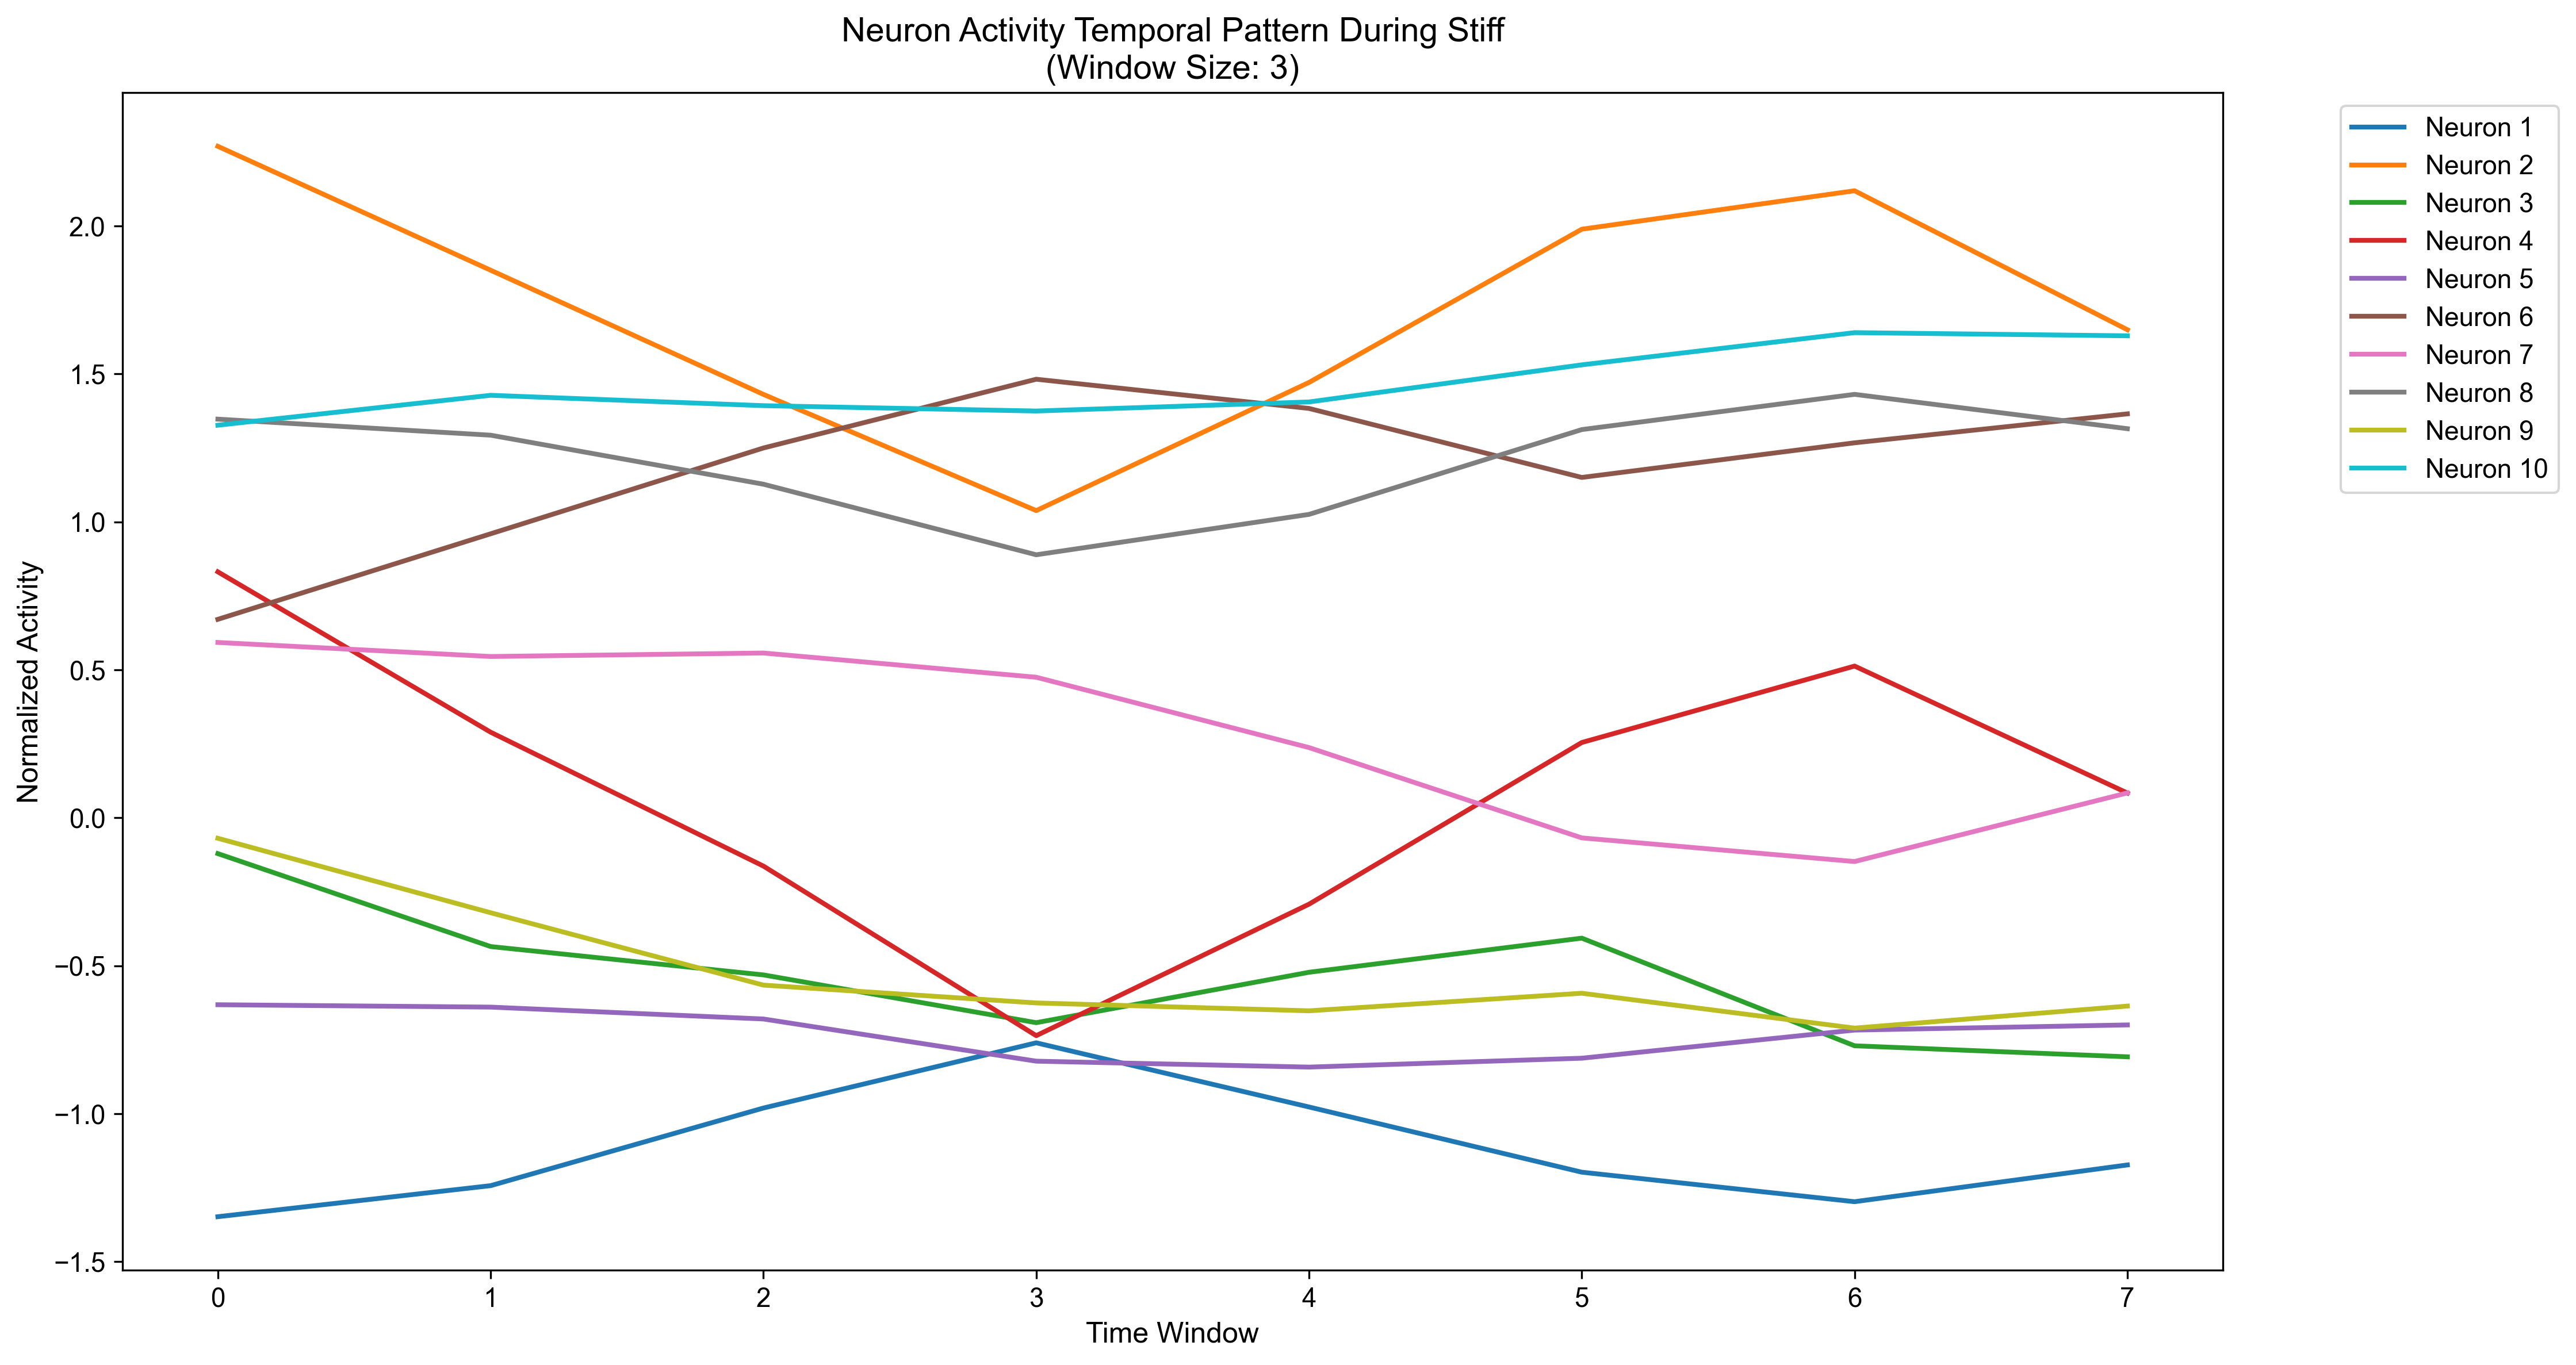 Neuron Activity Temporal Pattern During Stiff
(Window Size: 3)
Normalized Activity
2.0
1.5
1.0
0.5
0.0
−0.5
−1.0
−1.5
0 1 2 3 4 5 6 7
Time Window
Neuron 1
Neuron 2
Neuron 3
Neuron 4
Neuron 5
Neuron 6
Neuron 7
Neuron 8
Neuron 9
Neuron 10